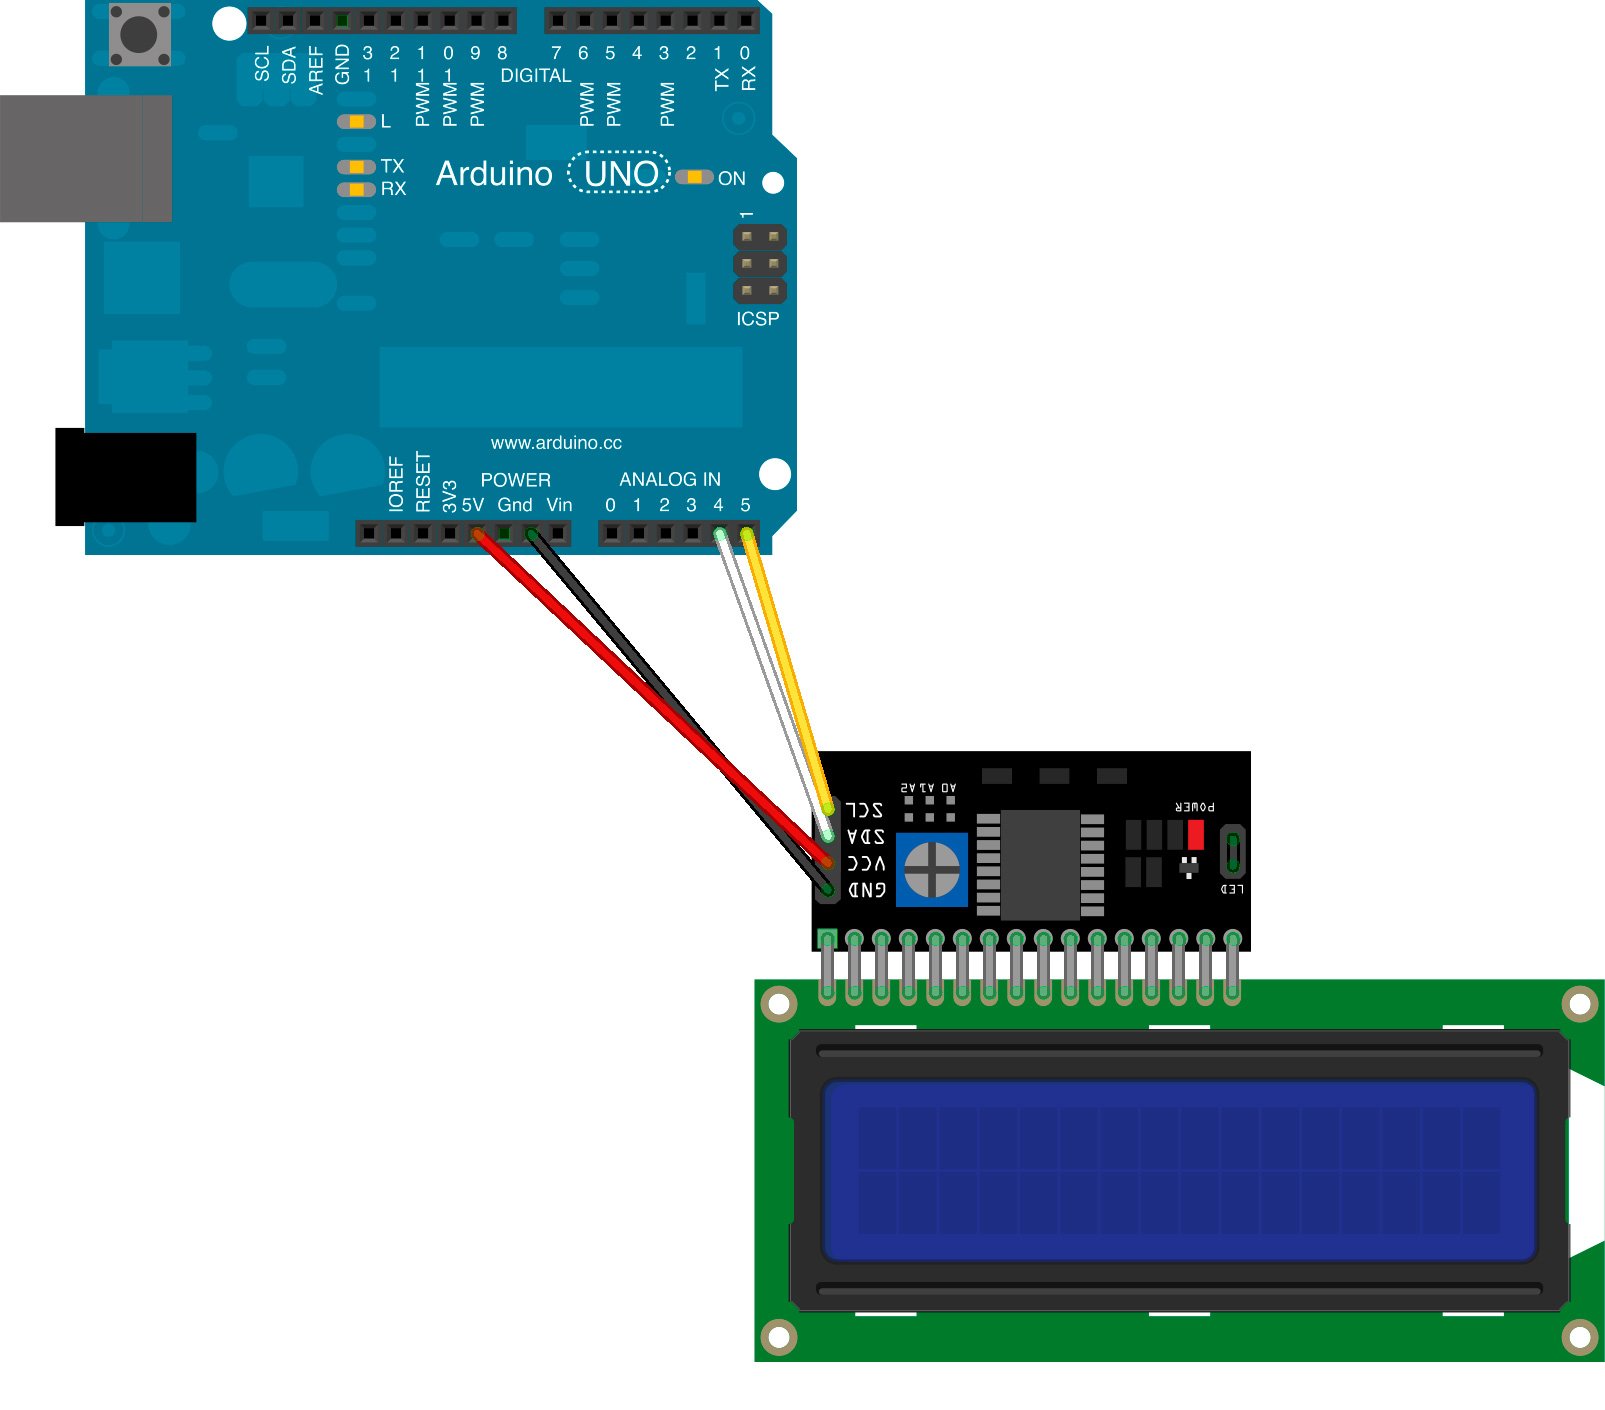 SCL SDA AREF GND 13 12 PWM 11 PWM 10 PWM 9 8 7 PWM 6 PWM 5 4 PWM 3 2 TX 1 RX 0
DIGITAL
L
TX
RX
Arduino UNO
ON
1
ICSP
www.arduino.cc
POWER
ANALOG IN
IOREF RESET 3V3 5V Gnd Vin 0 1 2 3 4 5
A2 A1 A0
POWER
SCL
SDA
VCC
GND
LED